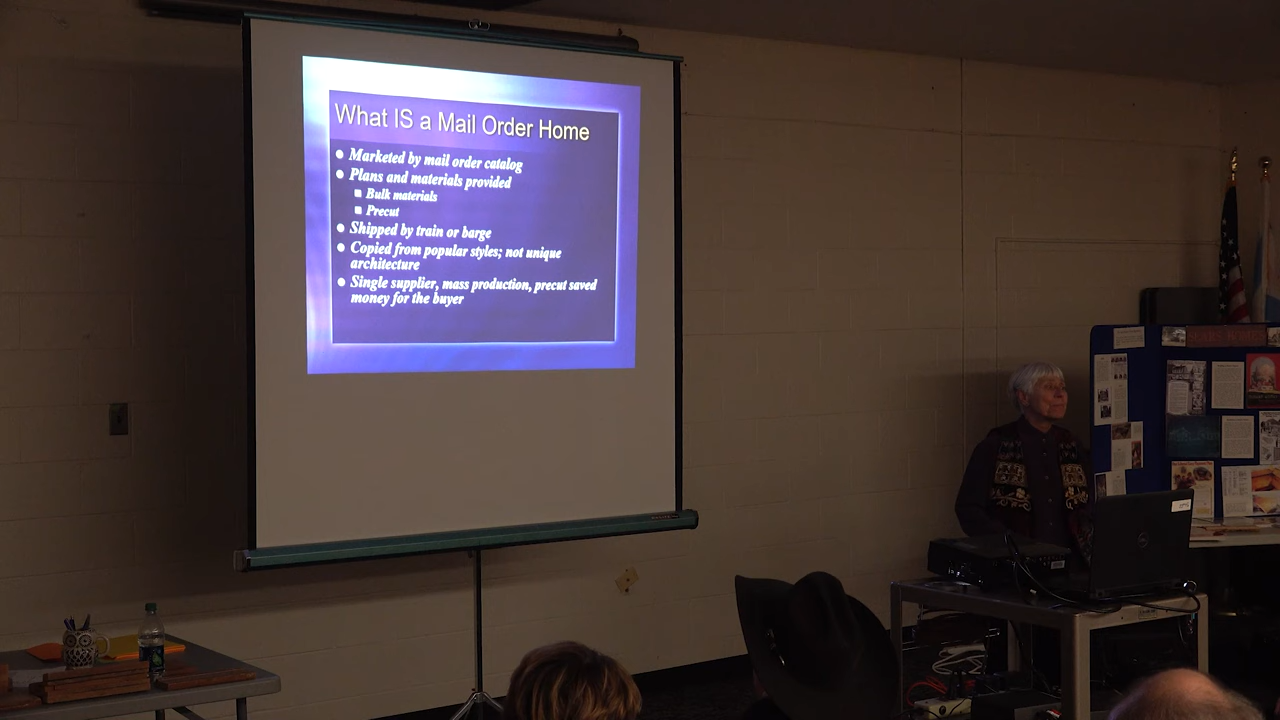 What IS a Mail Order Home
Marketed by mail order catalog
Plans and materials provided
Bulk materials
Precut
Shipped by train or barge
Copied from popular styles; not unique
architecture
Single supplier, mass production, precut saved
money for the buyer